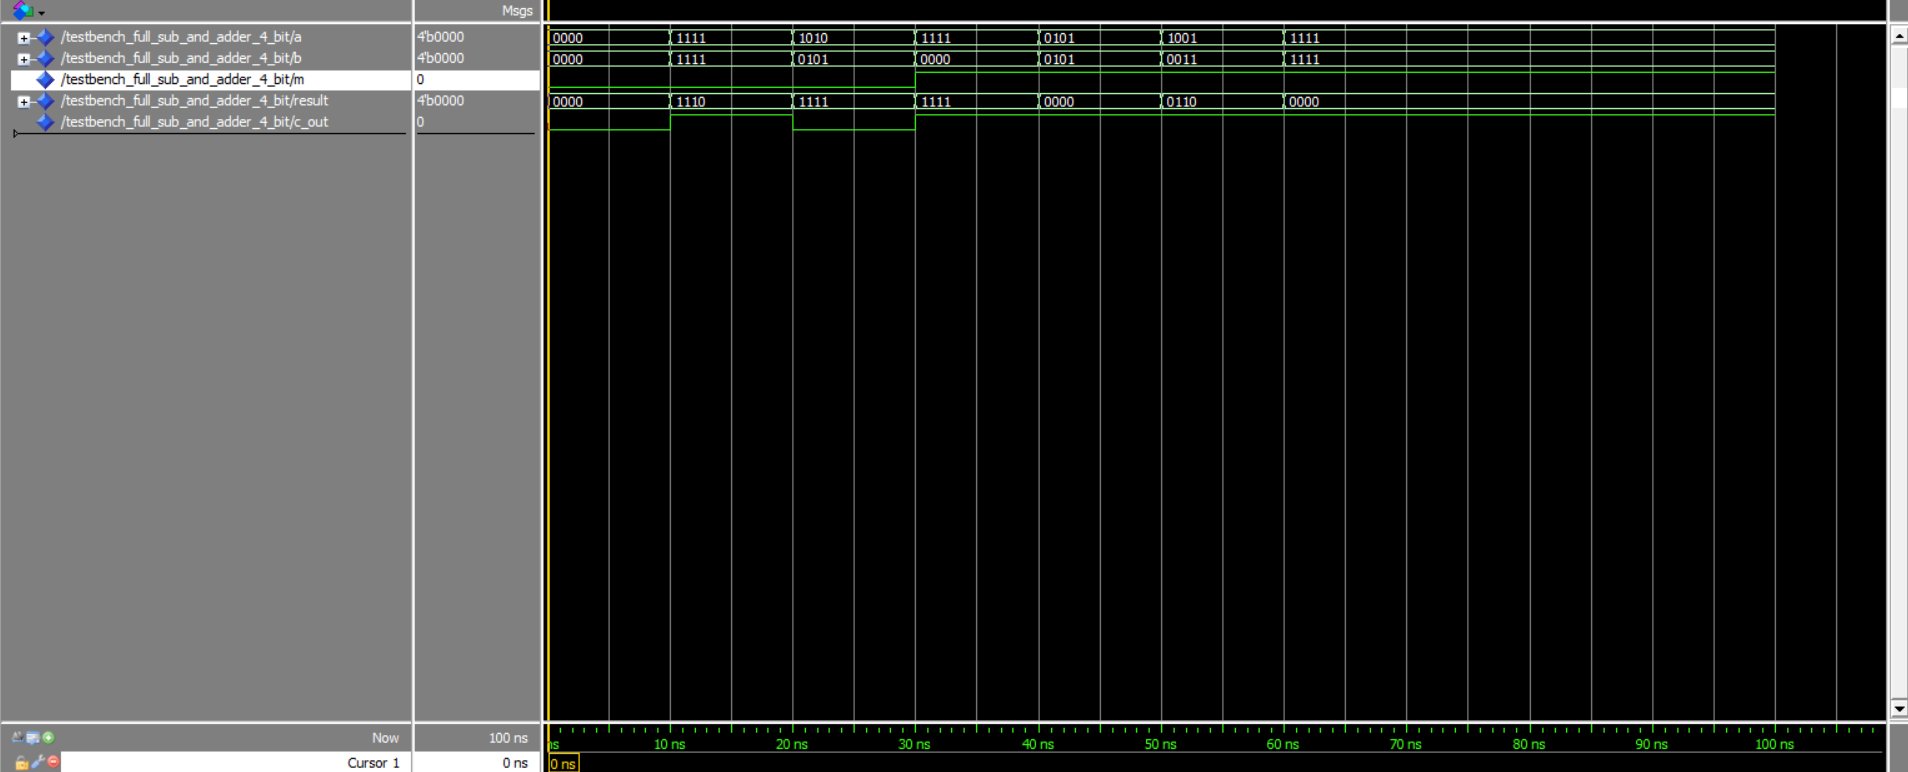 Msgs
/testbench_full_sub_and_adder_4_bit/a 4'b0000 0000 1111 1010 1111 0101 1001 1111
/testbench_full_sub_and_adder_4_bit/b 4'b0000 0000 1111 0101 0000 0101 0011 1111
/testbench_full_sub_and_adder_4_bit/m 0
/testbench_full_sub_and_adder_4_bit/result 4'b0000 0000 1110 1111 1111 0000 0110 0000
/testbench_full_sub_and_adder_4_bit/c_out 0
Now 100 ns ns 10 ns 20 ns 30 ns 40 ns 50 ns 60 ns 70 ns 80 ns 90 ns 100 ns
Cursor 1 0 ns 0 ns